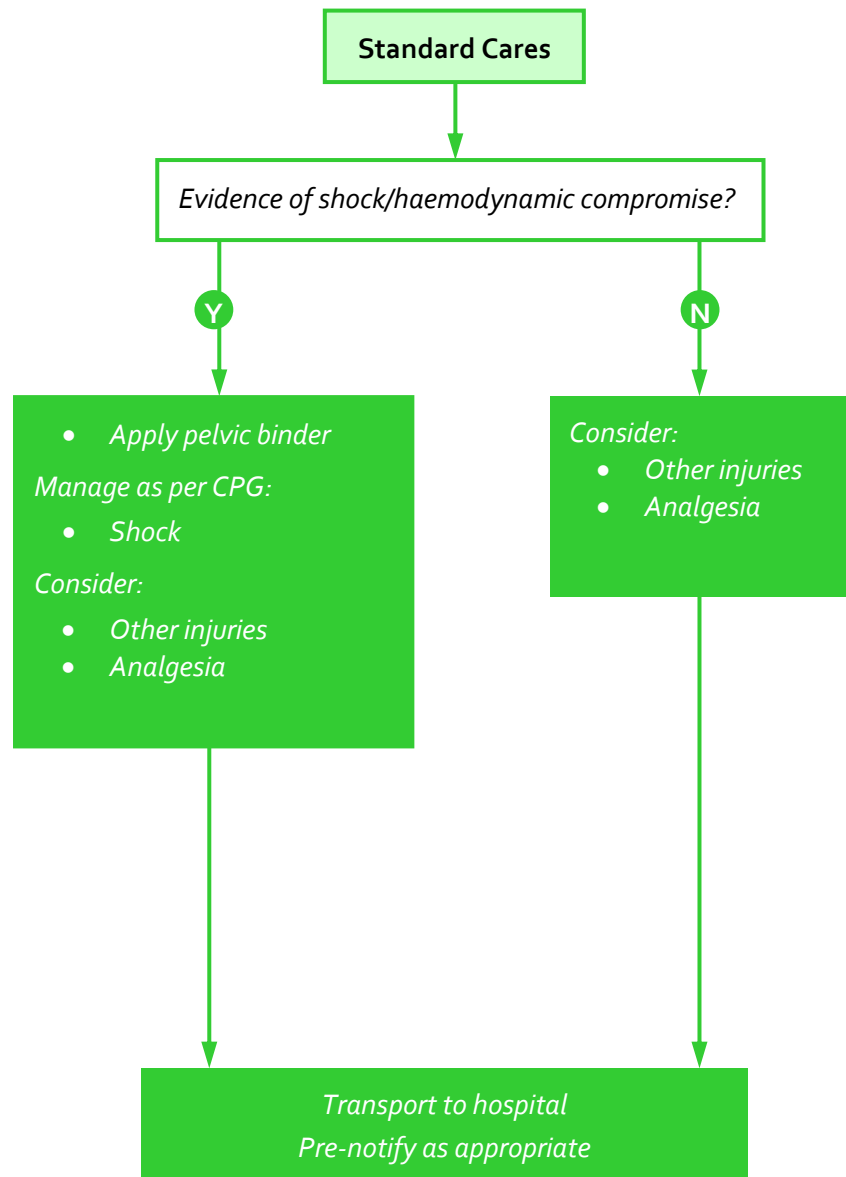 Standard Cares
Evidence of shock/haemodynamic compromise?
Y
N
• Apply pelvic binder
Manage as per CPG:
• Shock
Consider:
• Other injuries
• Analgesia
Consider:
• Other injuries
• Analgesia
Transport to hospital
Pre-notify as appropriate